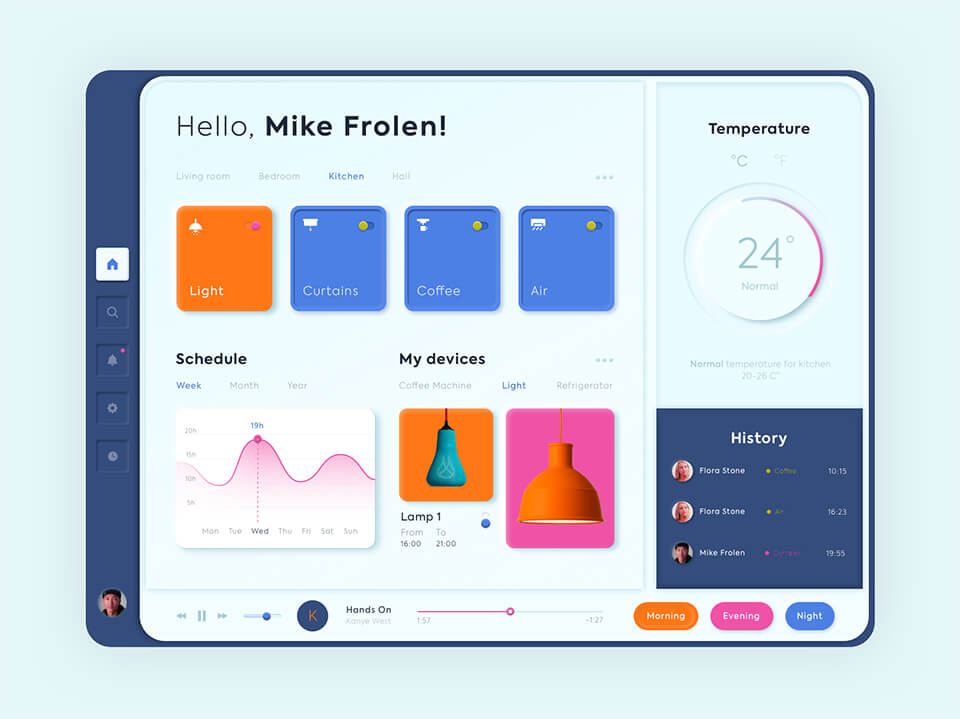 Hello, Mike Frolen!
Living room Bedroom Kitchen Hall
Light Curtains Coffee Air
Schedule
Week Month Year
19h
20h
15h
10h
5h
Mon Tue Wed Thu Fri Sat Sun
My devices
Coffee Machine Light Refrigerator
Lamp 1
From To
16:00 21:00
Temperature
°C °F
24°
Normal
Normal temperature for kitchen
20-26 C°
History
Flora Stone Coffee 10:15
Flora Stone Air 16:23
Mike Frolen Curtains 19:55
K
Hands On
Kanye West
1:57 -1:27
Morning Evening Night